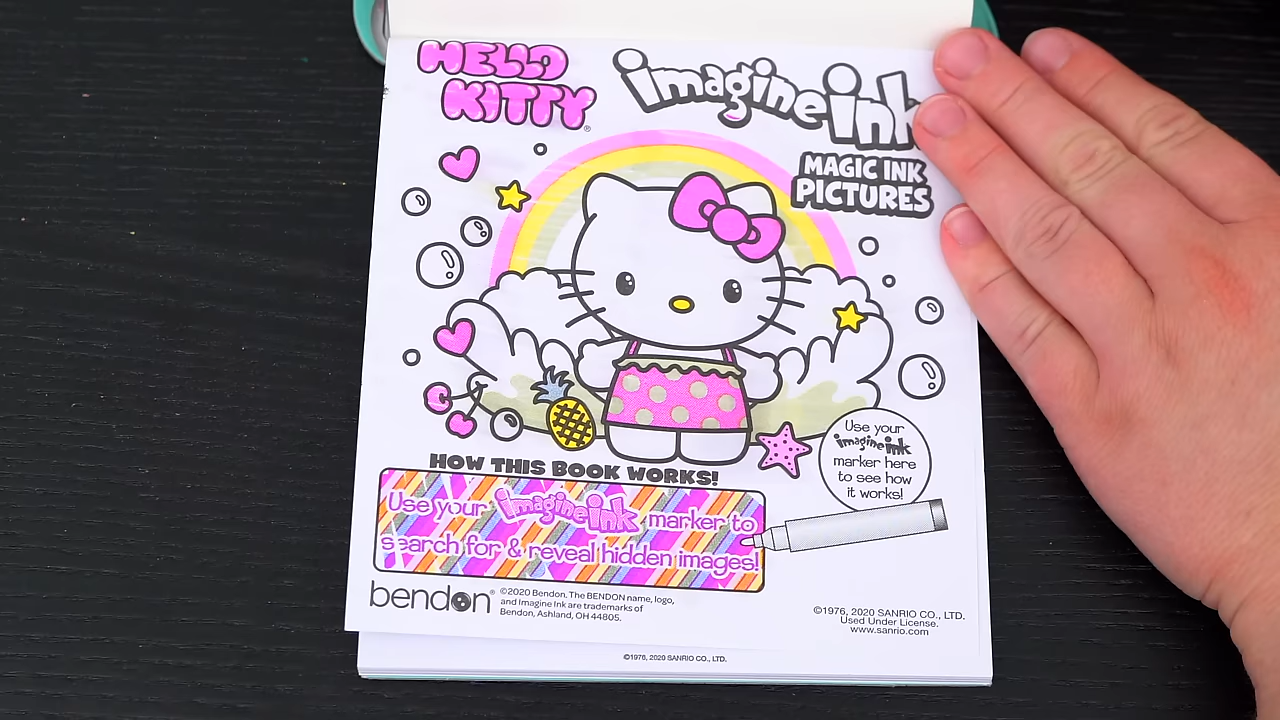 HELLO
KITTY®
imagine ink
MAGIC INK
PICTURES
Use your
imagine ink
marker here
to see how
it works!
HOW THIS BOOK WORKS!
Use your imagine ink marker to
search for & reveal hidden images!
bendon®
©2020 Bendon. The BENDON name, logo,
and Imagine Ink are trademarks of
Bendon, Ashland, OH 44805.
©1976, 2020 SANRIO CO., LTD.
Used Under License.
www.sanrio.com
©1976, 2020 SANRIO CO., LTD.